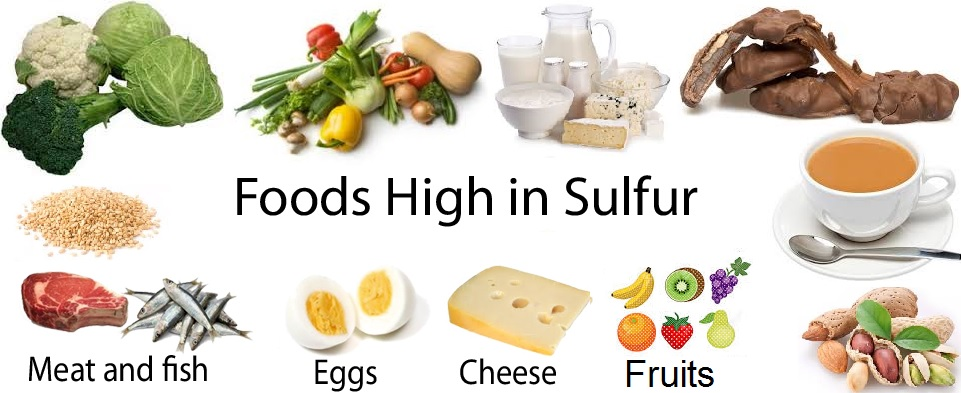 Foods High in Sulfur
Meat and fish
Eggs
Cheese
Fruits